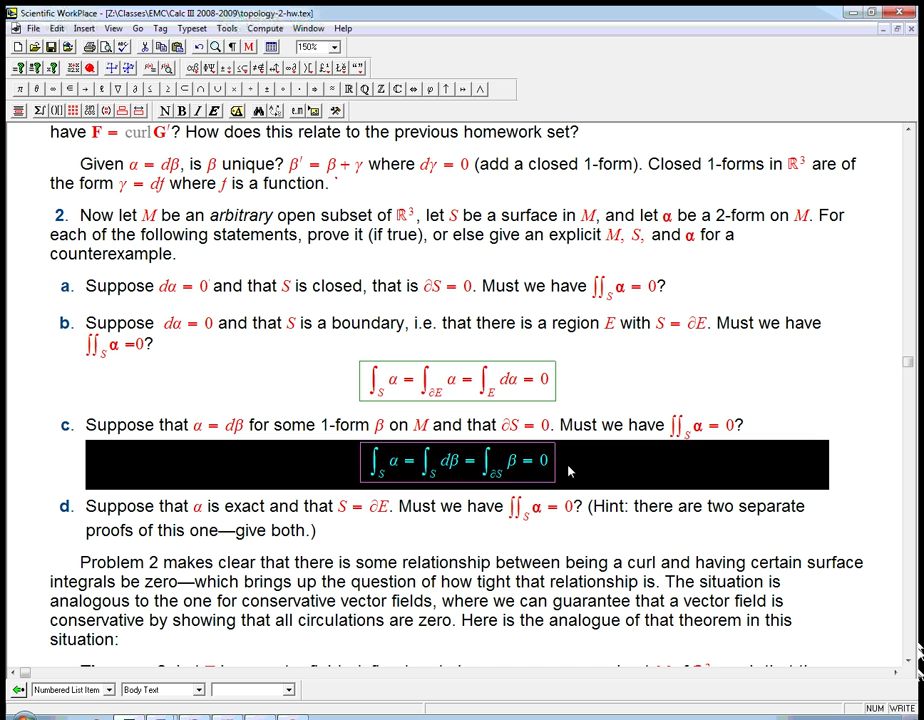 Scientific WorkPlace - [Z:\Classes\EMC\Calc III 2008-2009\topology-2-hw.tex]
File Edit Insert View Go Tag Typeset Tools Compute Window Help
150%
N B I E
have F = curl G′? How does this relate to the previous homework set?
Given α = dβ, is β unique? β′ = β + γ where dγ = 0 (add a closed 1-form). Closed 1-forms in ℝ³ are of
the form γ = df where f is a function.
2. Now let M be an arbitrary open subset of ℝ³, let S be a surface in M, and let α be a 2-form on M. For
each of the following statements, prove it (if true), or else give an explicit M, S, and α for a
counterexample.
a. Suppose dα = 0 and that S is closed, that is ∂S = 0. Must we have ∬_S α = 0?
b. Suppose dα = 0 and that S is a boundary, i.e. that there is a region E with S = ∂E. Must we have
∬_S α =0?
∫_S α = ∫_∂E α = ∫_E dα = 0
c. Suppose that α = dβ for some 1-form β on M and that ∂S = 0. Must we have ∬_S α = 0?
∫_S α = ∫_S dβ = ∫_∂S β = 0
d. Suppose that α is exact and that S = ∂E. Must we have ∬_S α = 0? (Hint: there are two separate
proofs of this one—give both.)
Problem 2 makes clear that there is some relationship between being a curl and having certain surface
integrals be zero—which brings up the question of how tight that relationship is. The situation is
analogous to the one for conservative vector fields, where we can guarantee that a vector field is
conservative by showing that all circulations are zero. Here is the analogue of that theorem in this
situation:
Numbered List Item Body Text
NUM WRITE